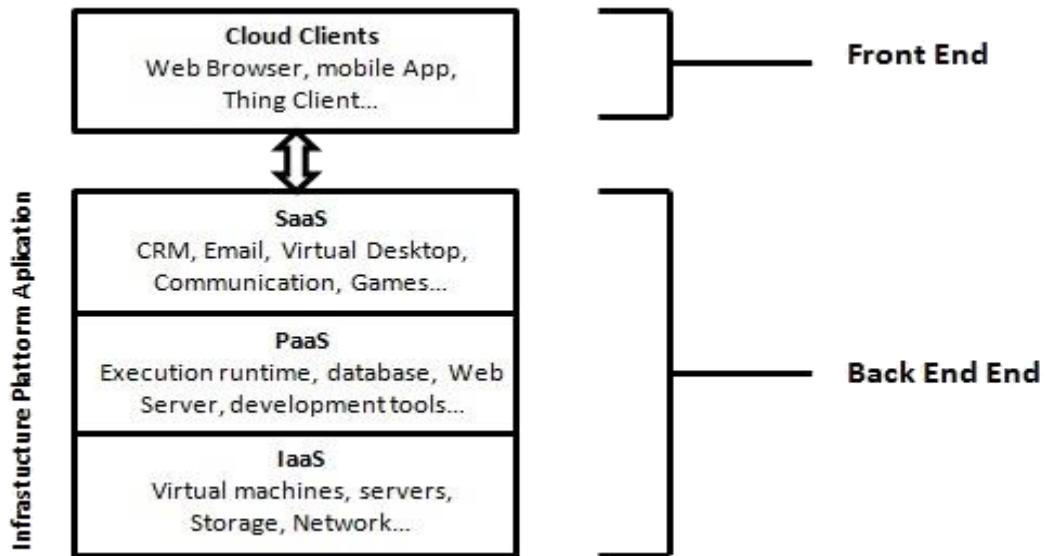 Cloud Clients
Web Browser, mobile App,
Thing Client...
Front End
Infrastucture Plattorm Aplication
SaaS
CRM, Email, Virtual Desktop,
Communication, Games...
PaaS
Execution runtime, database, Web
Server, development tools...
Back End End
IaaS
Virtual machines, servers,
Storage, Network...